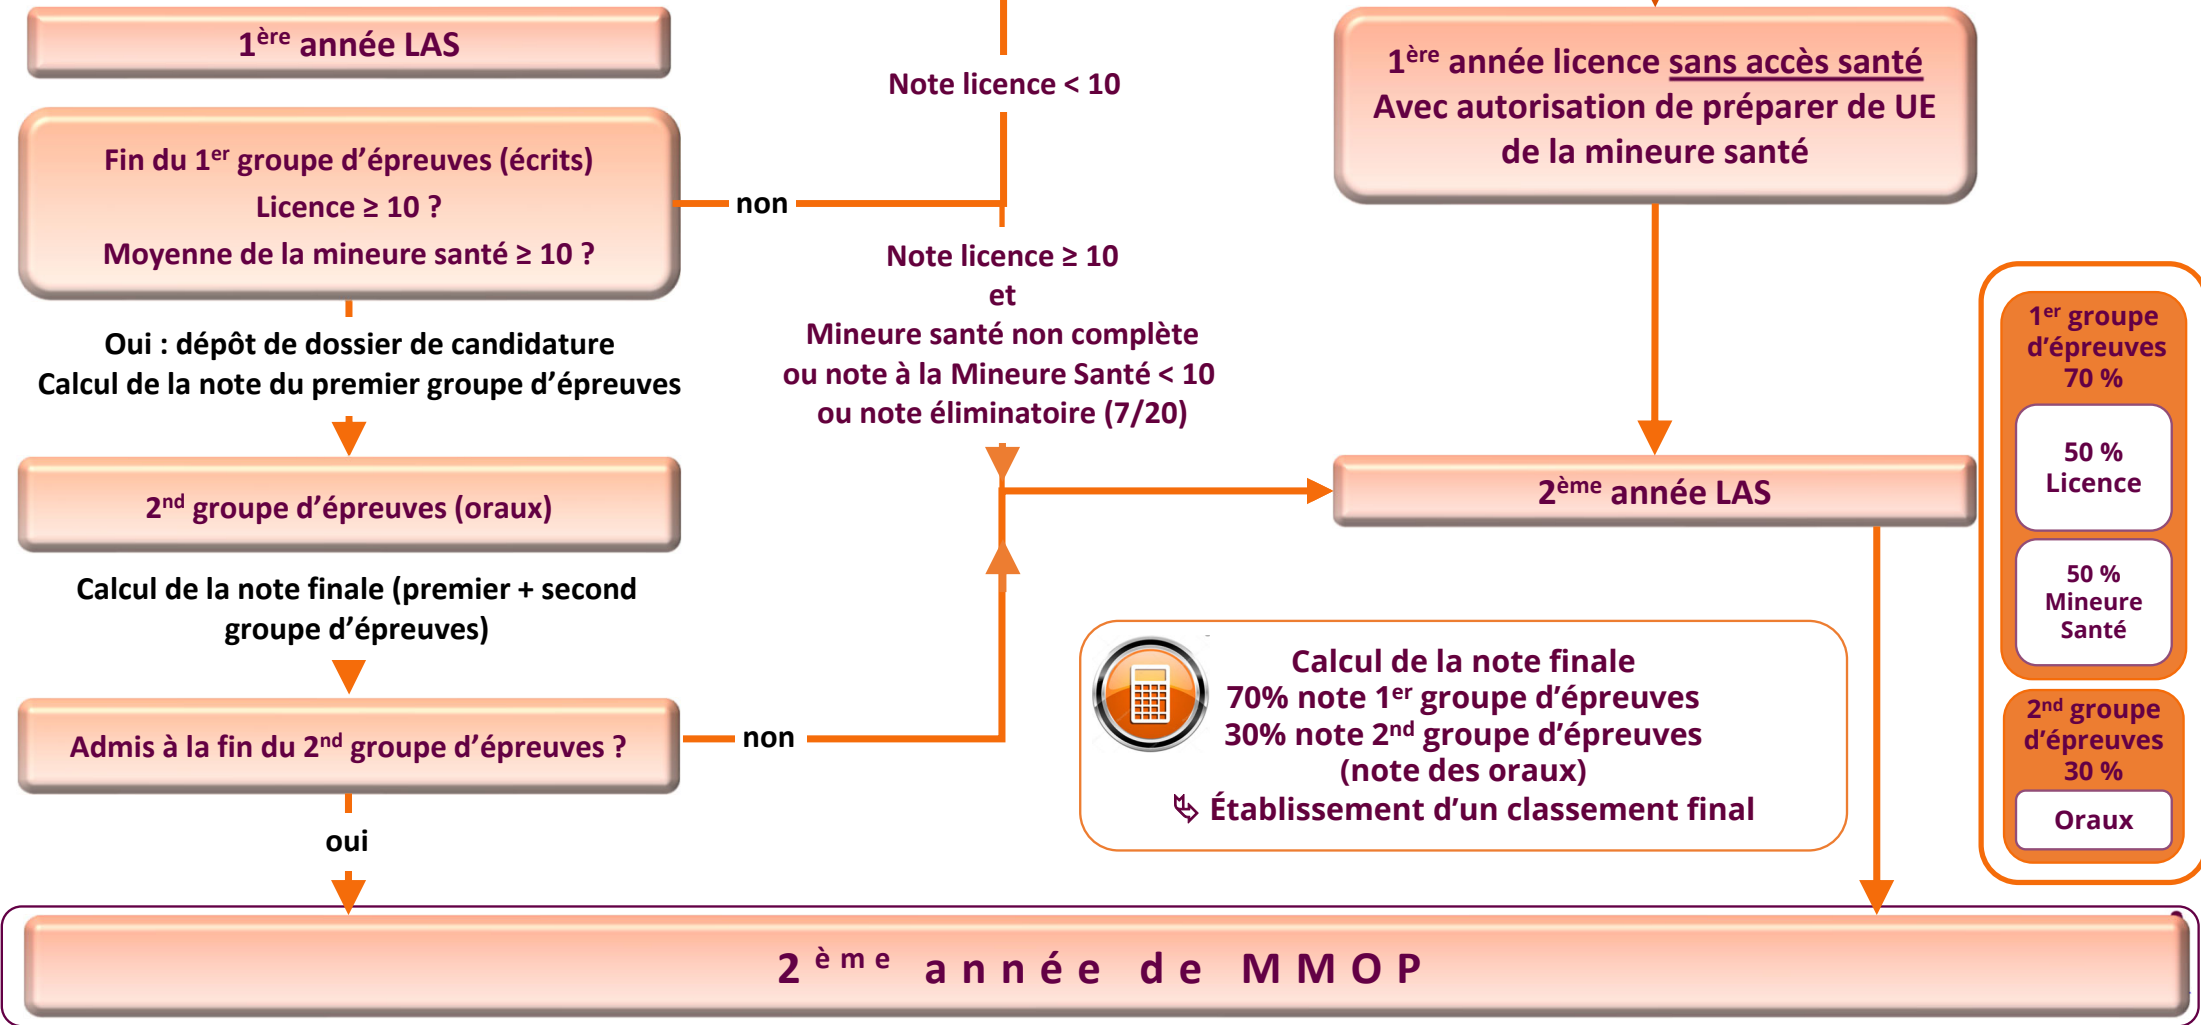 1ère année LAS
Fin du 1er groupe d'épreuves (écrits)
Licence ≥ 10 ?
Moyenne de la mineure santé ≥ 10 ?
non
Oui : dépôt de dossier de candidature
Calcul de la note du premier groupe d'épreuves
2nd groupe d'épreuves (oraux)
Calcul de la note finale (premier + second
groupe d'épreuves)
Admis à la fin du 2nd groupe d'épreuves ?
non
oui
Note licence < 10
Note licence ≥ 10
et
Mineure santé non complète
ou note à la Mineure Santé < 10
ou note éliminatoire (7/20)
1ère année licence sans accès santé
Avec autorisation de préparer de UE
de la mineure santé
2ème année LAS
Calcul de la note finale
70% note 1er groupe d'épreuves
30% note 2nd groupe d'épreuves
(note des oraux)
Établissement d'un classement final
1er groupe
d'épreuves
70 %
50 %
Licence
50 %
Mineure
Santé
2nd groupe
d'épreuves
30 %
Oraux
2ème année de MMOP